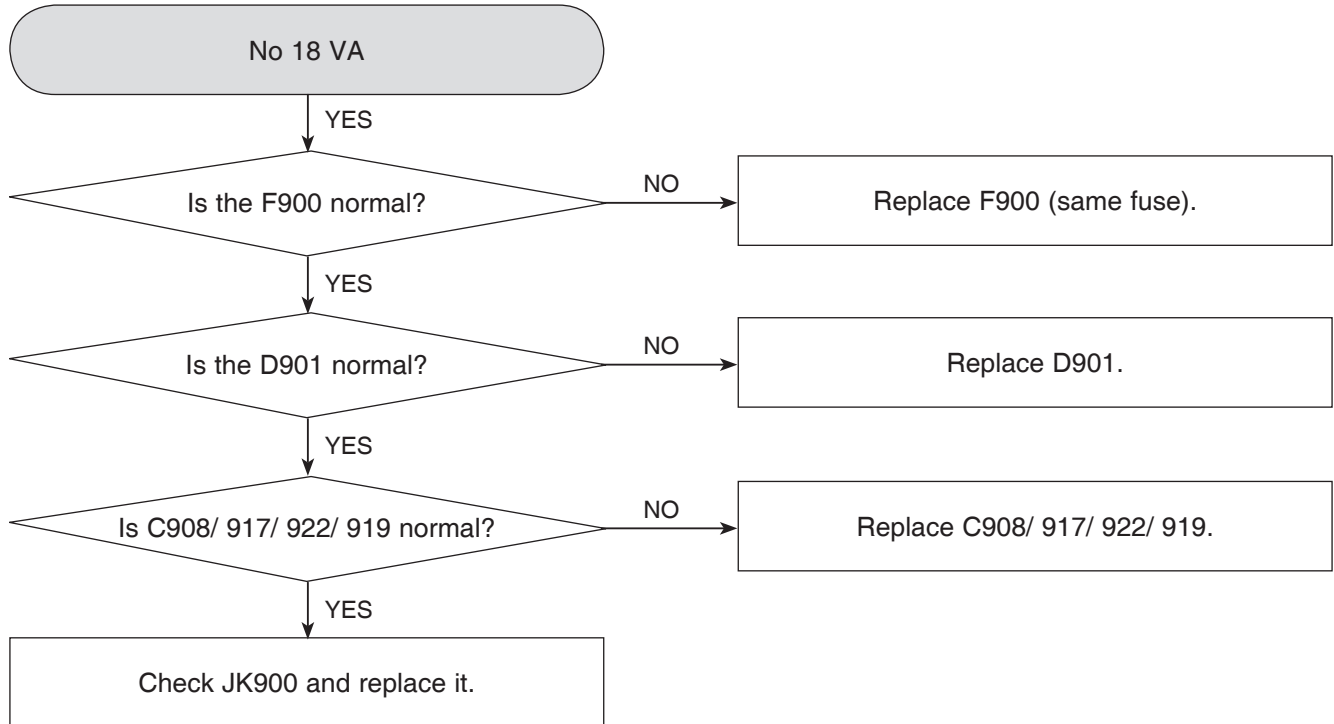 No 18 VA
YES
Is the F900 normal?
NO
Replace F900 (same fuse).
YES
Is the D901 normal?
NO
Replace D901.
YES
Is C908/ 917/ 922/ 919 normal?
NO
Replace C908/ 917/ 922/ 919.
YES
Check JK900 and replace it.